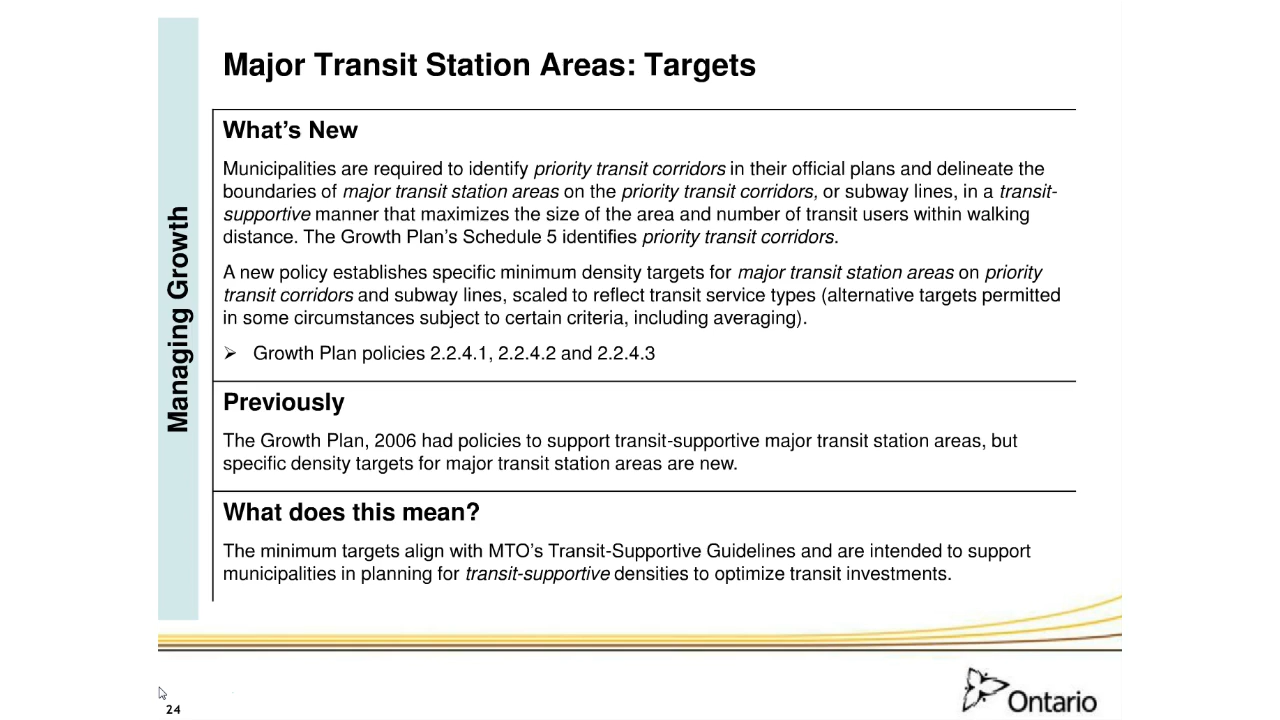 Major Transit Station Areas: Targets
Managing Growth
What's New
Municipalities are required to identify priority transit corridors in their official plans and delineate the
boundaries of major transit station areas on the priority transit corridors, or subway lines, in a transit-
supportive manner that maximizes the size of the area and number of transit users within walking
distance. The Growth Plan's Schedule 5 identifies priority transit corridors.
A new policy establishes specific minimum density targets for major transit station areas on priority
transit corridors and subway lines, scaled to reflect transit service types (alternative targets permitted
in some circumstances subject to certain criteria, including averaging).
➢ Growth Plan policies 2.2.4.1, 2.2.4.2 and 2.2.4.3
Previously
The Growth Plan, 2006 had policies to support transit-supportive major transit station areas, but
specific density targets for major transit station areas are new.
What does this mean?
The minimum targets align with MTO's Transit-Supportive Guidelines and are intended to support
municipalities in planning for transit-supportive densities to optimize transit investments.
24
Ontario